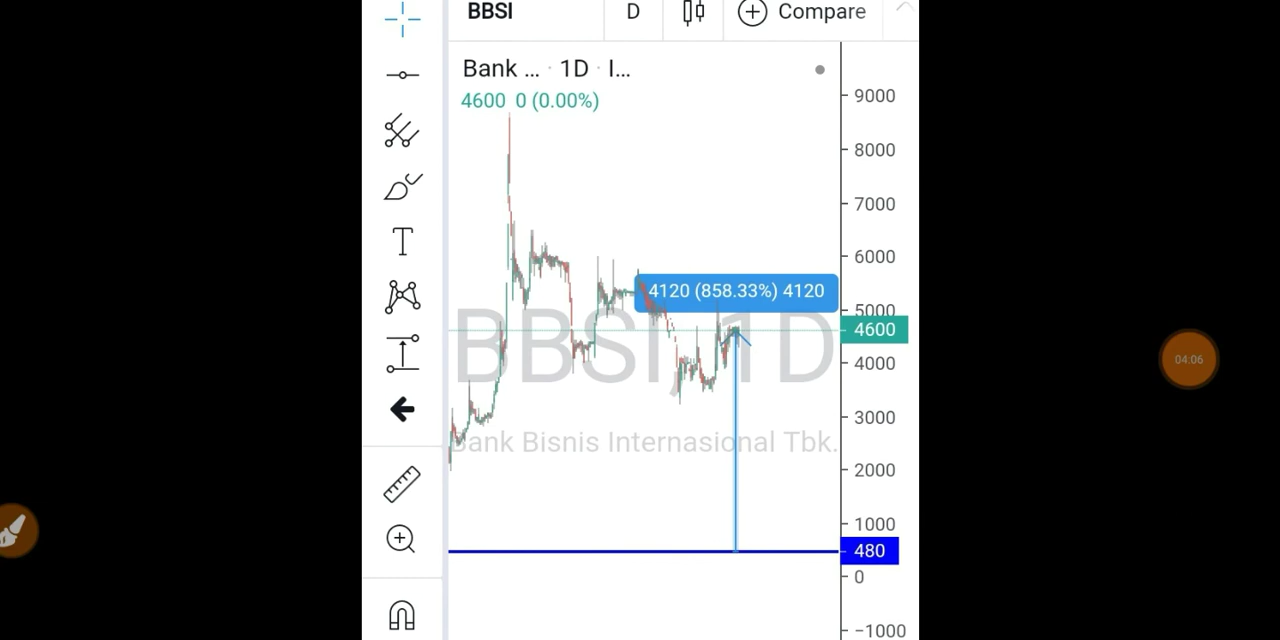 BBSI D Compare
Bank ... · 1D · I...
4600 0 (0.00%)
9000
8000
7000
6000
4120 (858.33%) 4120
5000
4600
BBSI, 1D
4000
3000
Bank Bisnis Internasional Tbk.
2000
1000
480
0
−1000
04:06
T